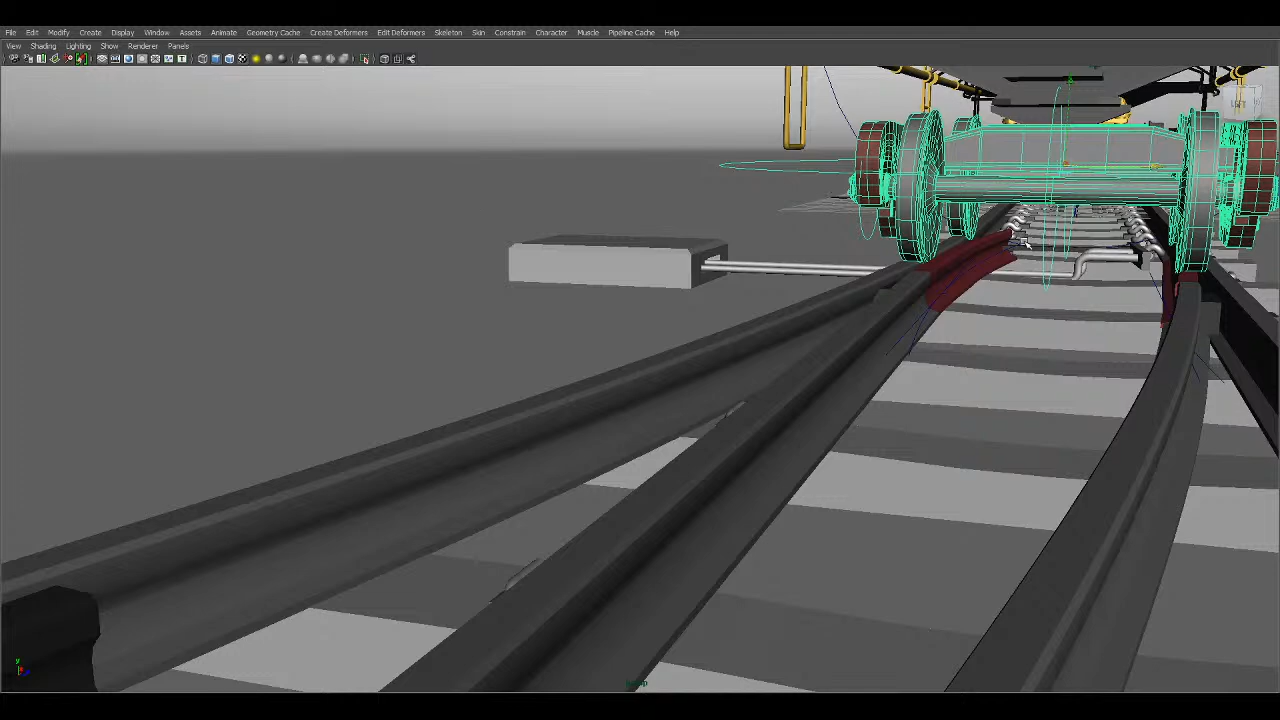 File Edit Modify Create Display Window Assets Animate Geometry Cache Create Deformers Edit Deformers Skeleton Skin Constrain Character Muscle Pipeline Cache Help
View Shading Lighting Show Renderer Panels
persp
y